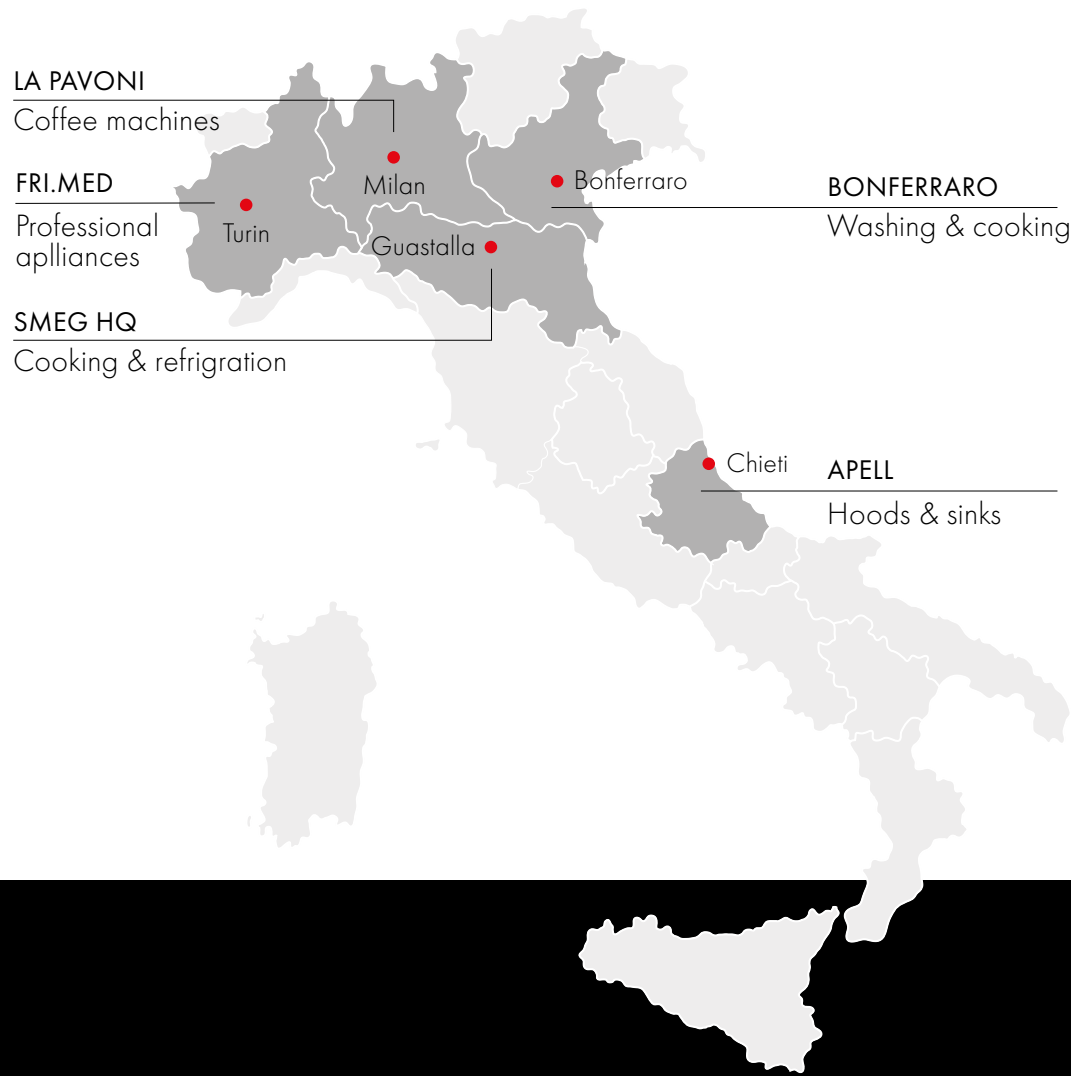 LA PAVONI
Coffee machines
Milan
FRI.MED
Professional
aplliances
Turin
Bonferraro
BONFERRARO
Washing & cooking
Guastalla
SMEG HQ
Cooking & refrigration
Chieti
APELL
Hoods & sinks